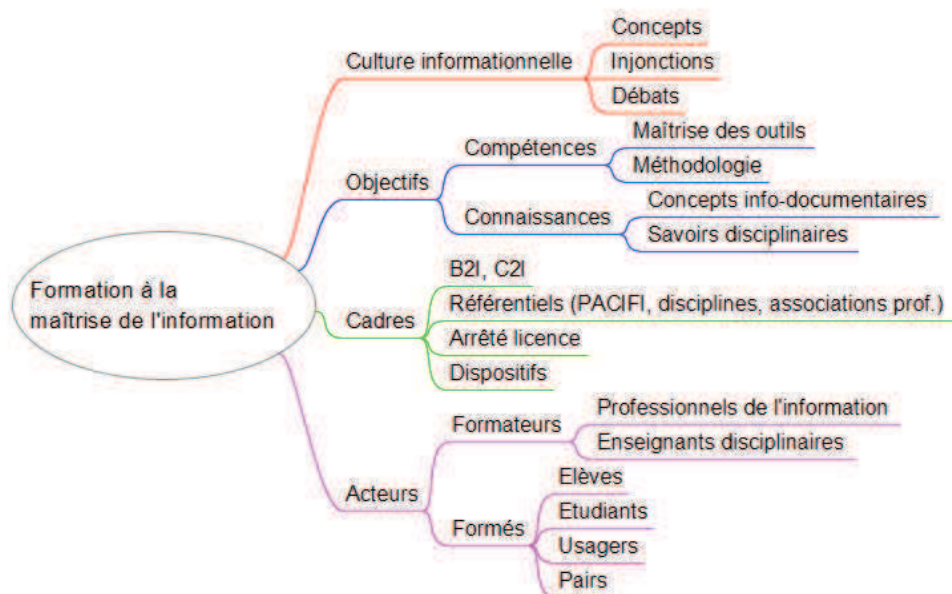 Formation à la
maîtrise de l'information
Culture informationnelle
Concepts
Injonctions
Débats
Objectifs
Compétences
Maîtrise des outils
Méthodologie
Connaissances
Concepts info-documentaires
Savoirs disciplinaires
Cadres
B2I, C2I
Référentiels (PACIFI, disciplines, associations prof.)
Arrêté licence
Dispositifs
Acteurs
Formateurs
Professionnels de l'information
Enseignants disciplinaires
Formés
Elèves
Etudiants
Usagers
Pairs